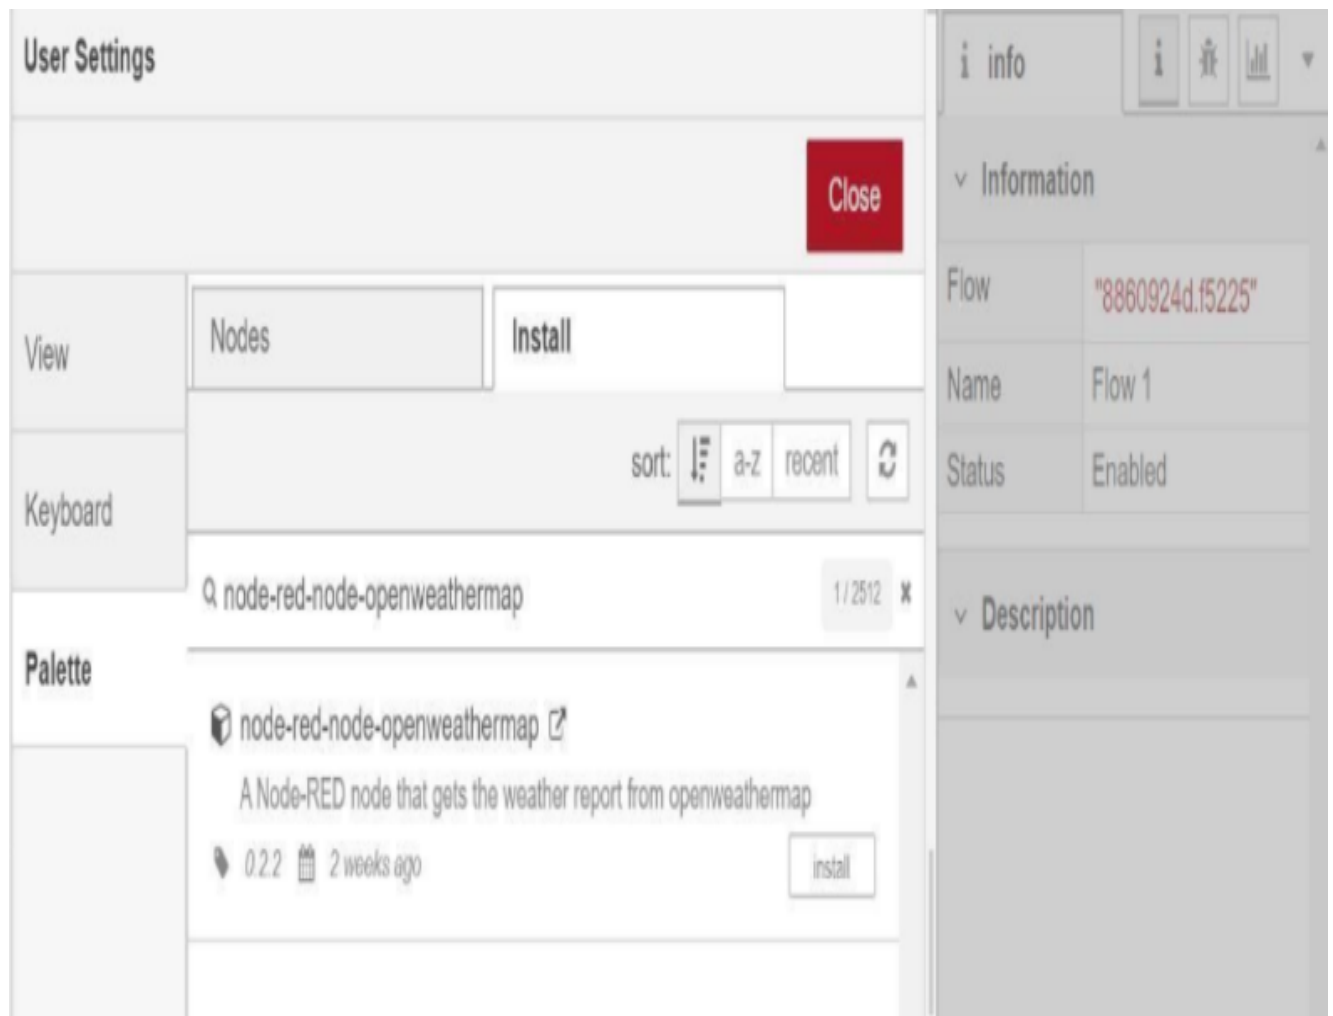 User Settings
Close
View
Keyboard
Palette
Nodes
Install
sort: a-z recent
node-red-node-openweathermap 1 / 2512 x
node-red-node-openweathermap
A Node-RED node that gets the weather report from openweathermap
0.2.2 2 weeks ago
install
i info i
Information
Flow "8860924d.f5225"
Name Flow 1
Status Enabled
Description